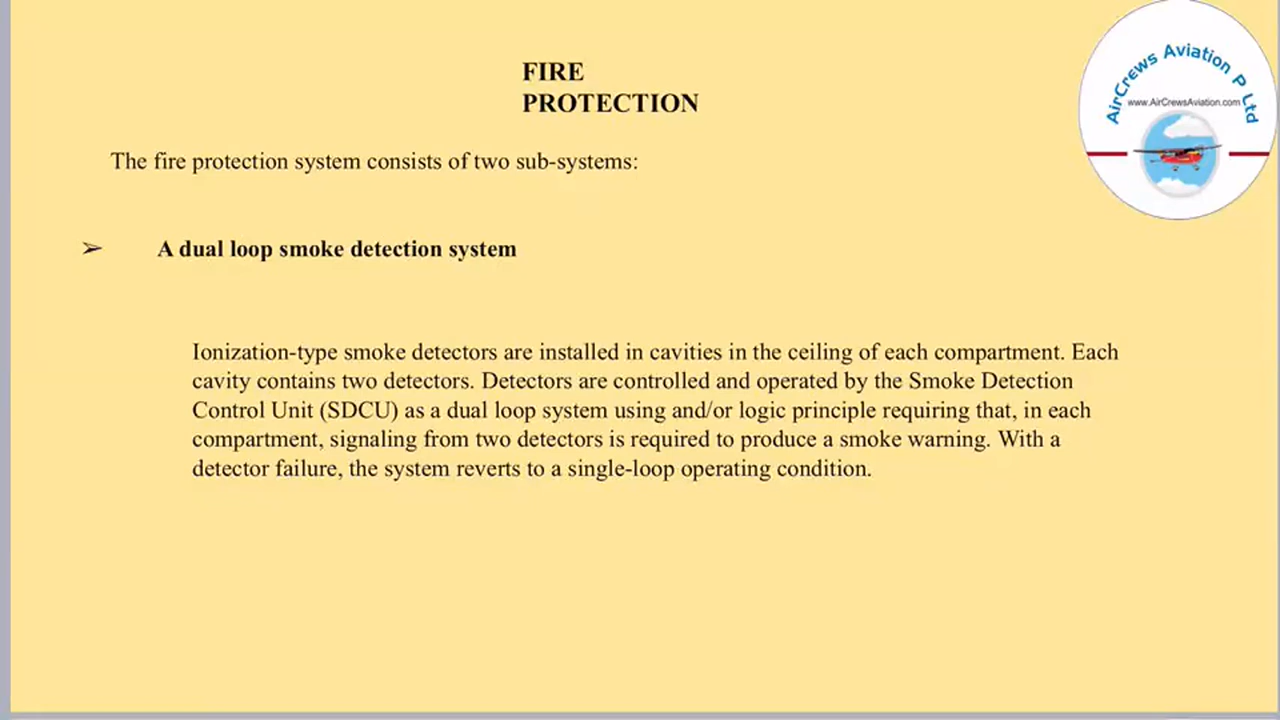 FIRE
PROTECTION
AirCrews Aviation P Ltd
www.AirCrewsAviation.com
The fire protection system consists of two sub-systems:
➢ A dual loop smoke detection system
Ionization-type smoke detectors are installed in cavities in the ceiling of each compartment. Each
cavity contains two detectors. Detectors are controlled and operated by the Smoke Detection
Control Unit (SDCU) as a dual loop system using and/or logic principle requiring that, in each
compartment, signaling from two detectors is required to produce a smoke warning. With a
detector failure, the system reverts to a single-loop operating condition.